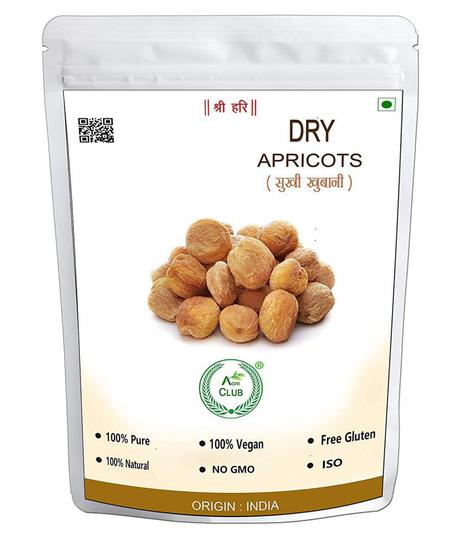 || श्री हरि ||
DRY
APRICOTS
( सुखी खुबानी )
AGRI
CLUB
®
• 100% Pure
• 100% Vegan
• Free Gluten
• 100% Natural
• NO GMO
• ISO
ORIGIN : INDIA